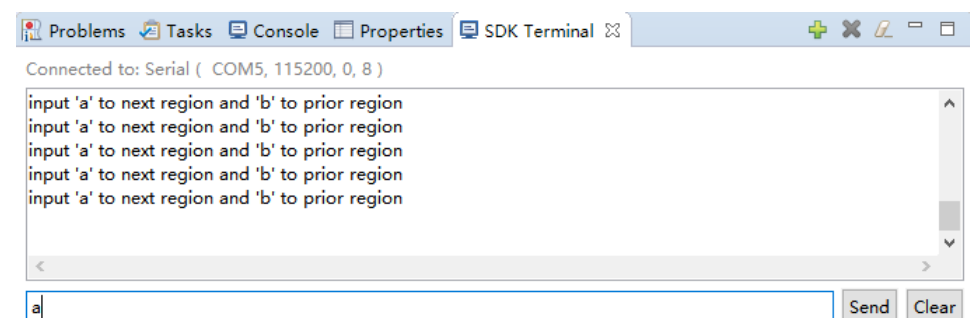 Problems Tasks Console Properties SDK Terminal
Connected to: Serial ( COM5, 115200, 0, 8 )
input 'a' to next region and 'b' to prior region
input 'a' to next region and 'b' to prior region
input 'a' to next region and 'b' to prior region
input 'a' to next region and 'b' to prior region
input 'a' to next region and 'b' to prior region
a Send Clear